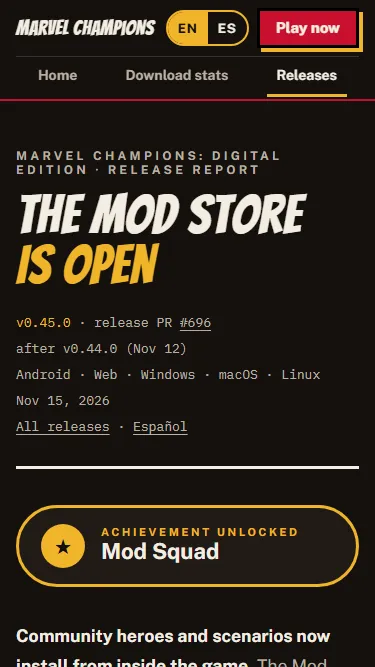 MARVEL CHAMPIONS
EN ES
Play now
Home Download stats Releases
MARVEL CHAMPIONS: DIGITAL
EDITION · RELEASE REPORT
THE MOD STORE
IS OPEN
v0.45.0 · release PR #696
after v0.44.0 (Nov 12)
Android · Web · Windows · macOS · Linux
Nov 15, 2026
All releases · Español
★
ACHIEVEMENT UNLOCKED
Mod Squad
Community heroes and scenarios now
install from inside the game. The Mod